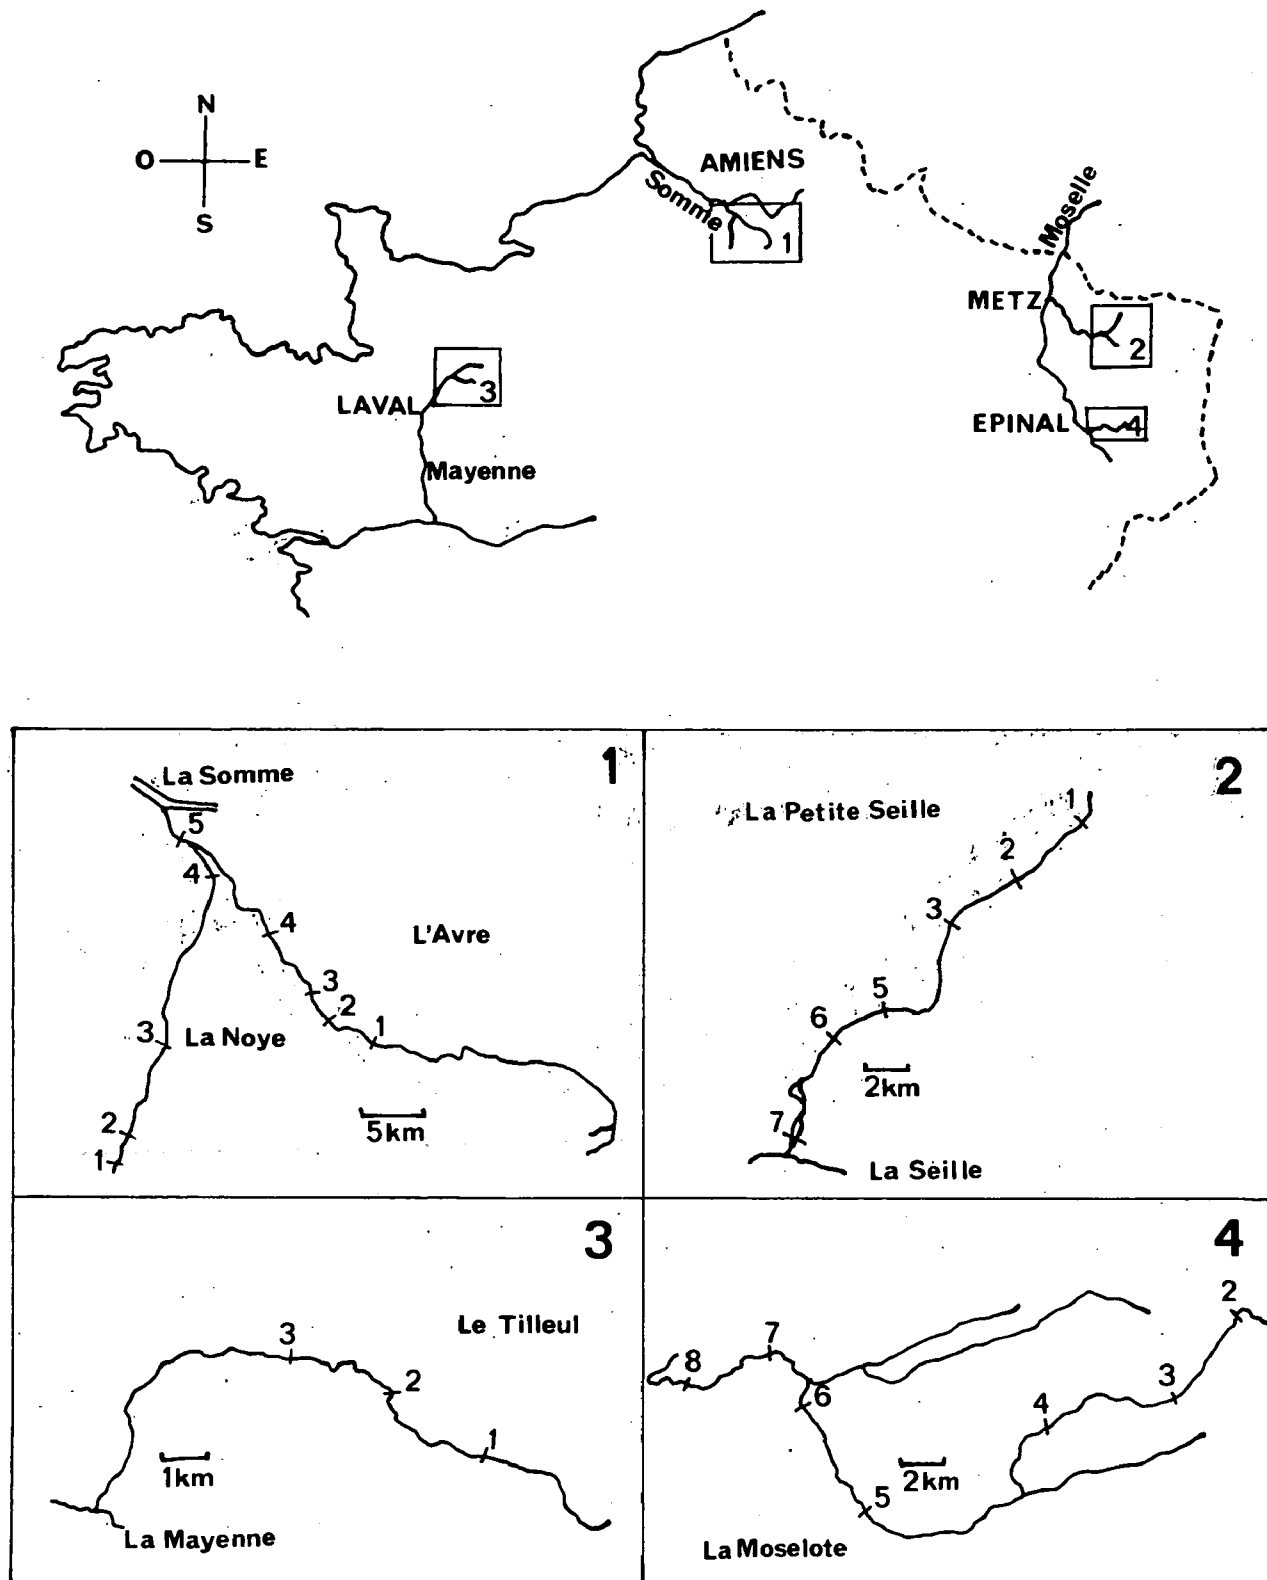 N
O E
S
AMIENS
Somme
1
Moselle
METZ
2
3
LAVAL
EPINAL
4
Mayenne
1
La Somme
5
4
4
L'Avre
3
2
1
3
La Noye
5km
2
1
2
La Petite Seille
1
2
3
5
6
2km
7
La Seille
3
Le Tilleul
3
2
1
1km
La Mayenne
4
2
7
8
3
6
4
2km
5
La Moselote